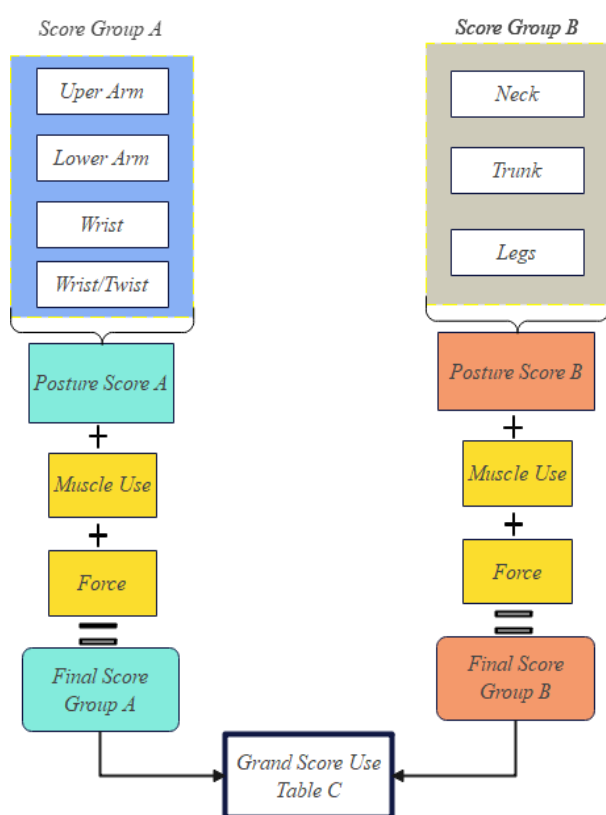 Score Group A
Uper Arm
Lower Arm
Wrist
Wrist/Twist
Posture Score A
+
Muscle Use
+
Force
=
Final Score
Group A
Score Group B
Neck
Trunk
Legs
Posture Score B
+
Muscle Use
+
Force
=
Final Score
Group B
Grand Score Use
Table C